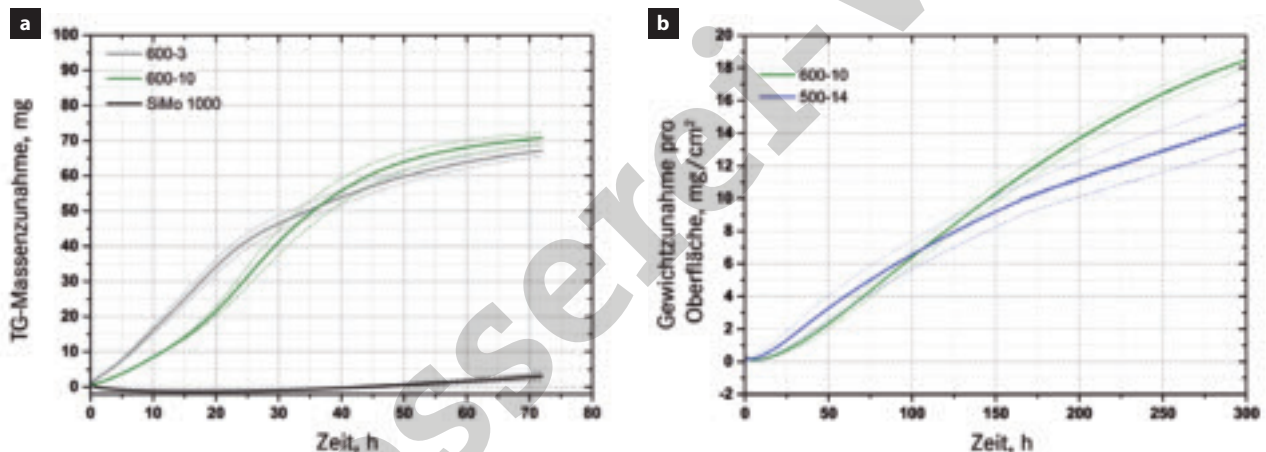 a
100
90
80
70
60
50
40
30
20
10
0
TG-Massenzunahme, mg
600-3
600-10
SiMo 1000
0 10 20 30 40 50 60 70 80
Zeit, h
b
20
18
16
14
12
10
8
6
4
2
0
-2
Gewichtzunahme pro
Oberfläche, mg/cm²
600-10
500-14
0 50 100 150 200 250 300
Zeit, h
sserei-